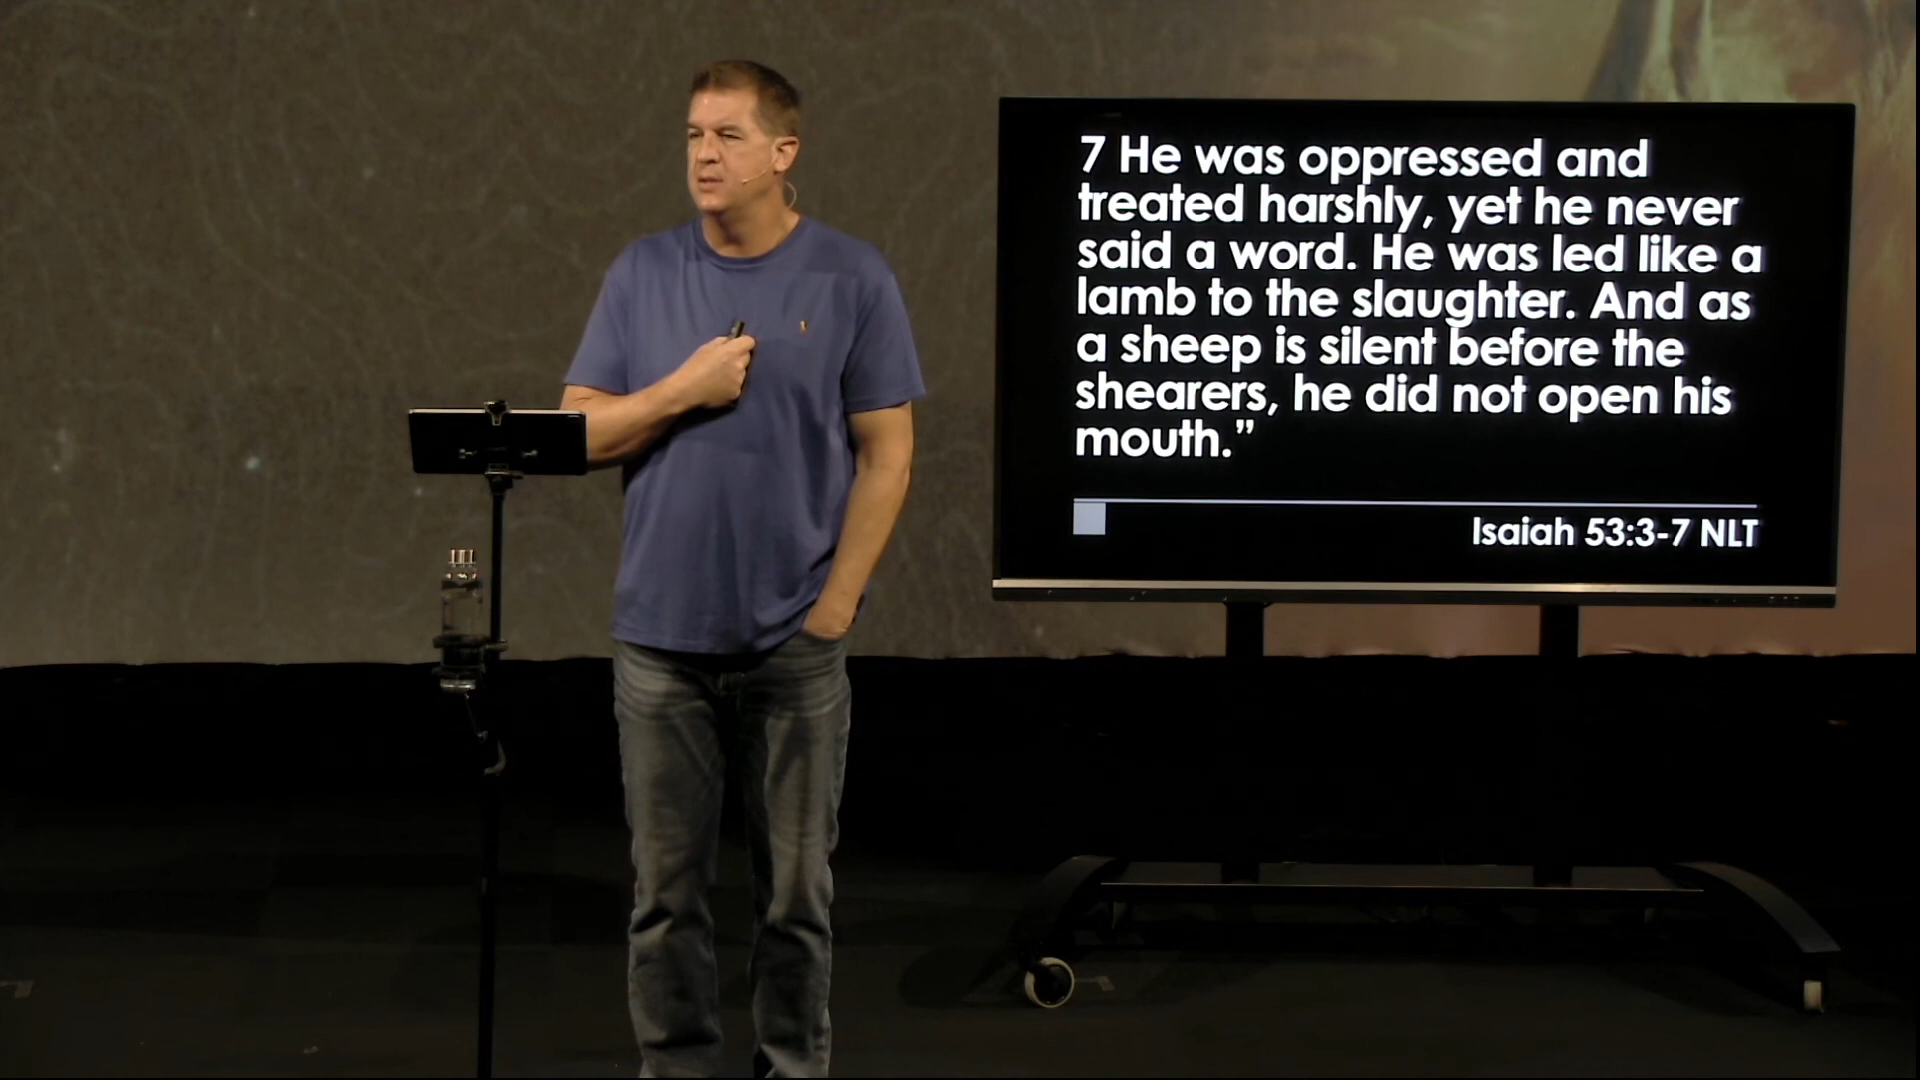 7 He was oppressed and
treated harshly, yet he never
said a word. He was led like a
lamb to the slaughter. And as
a sheep is silent before the
shearers, he did not open his
mouth.”
Isaiah 53:3-7 NLT